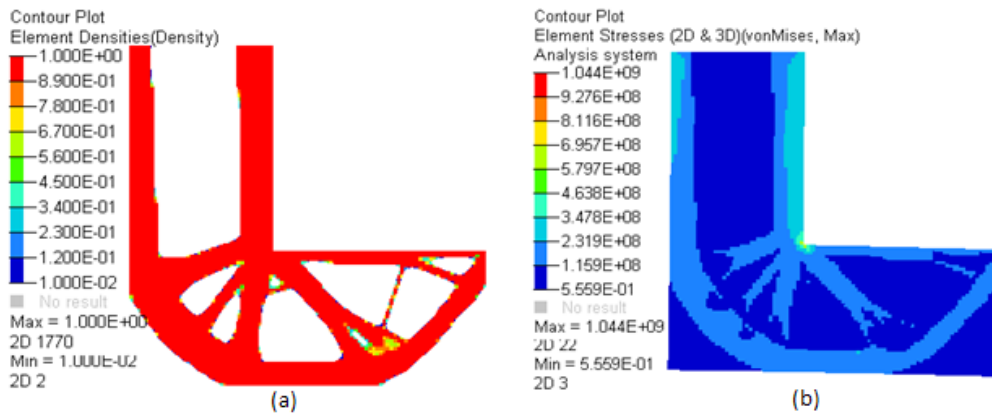 Contour Plot
Element Densities(Density)
1.000E+00
8.900E-01
7.800E-01
6.700E-01
5.600E-01
4.500E-01
3.400E-01
2.300E-01
1.200E-01
1.000E-02
No result
Max = 1.000E+00
2D 1770
Min = 1.000E-02
2D 2
(a)
Contour Plot
Element Stresses (2D & 3D)(vonMises, Max)
Analysis system
1.044E+09
9.276E+08
8.116E+08
6.957E+08
5.797E+08
4.638E+08
3.478E+08
2.319E+08
1.159E+08
5.559E-01
No result
Max = 1.044E+09
2D 22
Min = 5.559E-01
2D 3
(b)